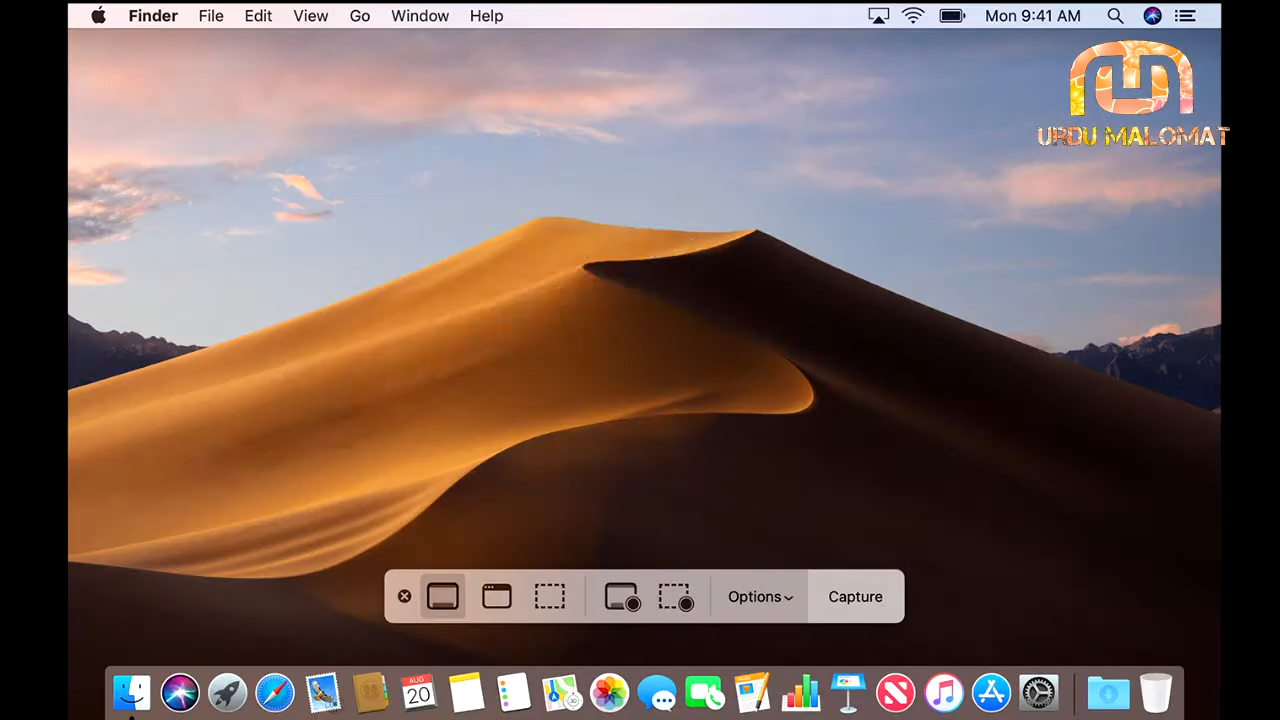 Finder File Edit View Go Window Help Mon 9:41 AM
URDU MALOMAT
Options Capture
AUG
20